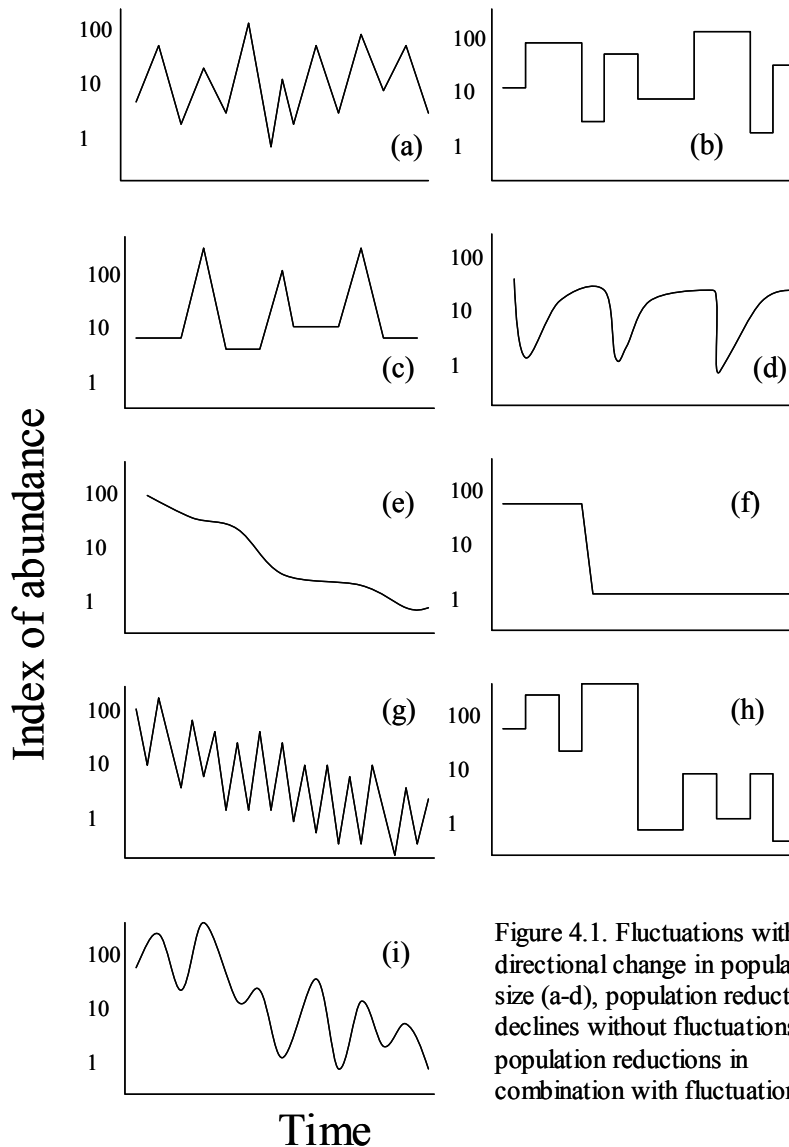 100
10
1
(a)
100
10
1
(b)
100
10
1
(c)
100
10
1
(d)
Index of abundance
100
10
1
(e)
100
10
1
(f)
100
10
1
(g)
100
10
1
(h)
100
10
1
(i)
Time
Figure 4.1. Fluctuations with
directional change in popula
size (a-d), population reduct
declines without fluctuations
population reductions in
combination with fluctuation